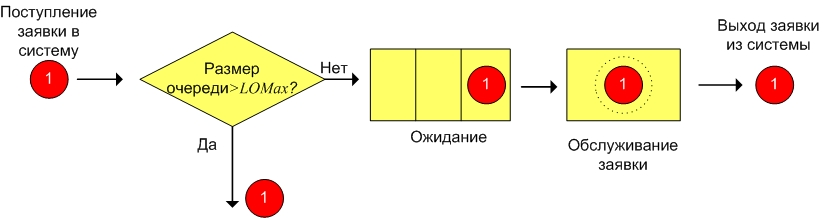 Поступление
заявки в
систему
1
Размер
очереди>LOMax?
Нет
Да
1
1
Ожидание
1
Обслуживание
заявки
Выход заявки
из системы
1